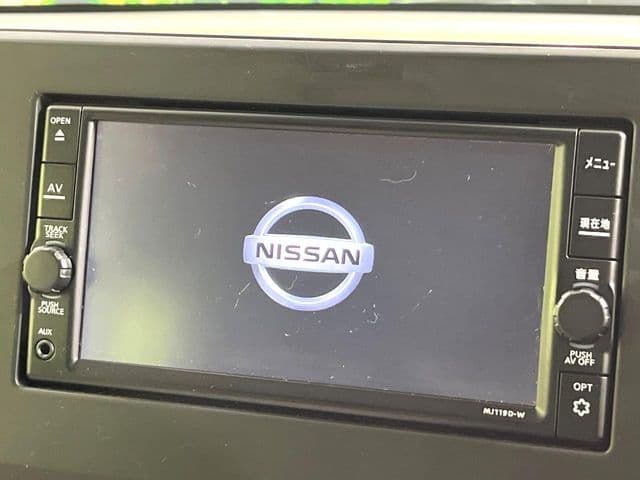 OPEN
AV
TRACK
SEEK
PUSH
SOURCE
AUX
NISSAN
メニュー
現在地
音量
PUSH
AV OFF
OPT
MJ119D-W